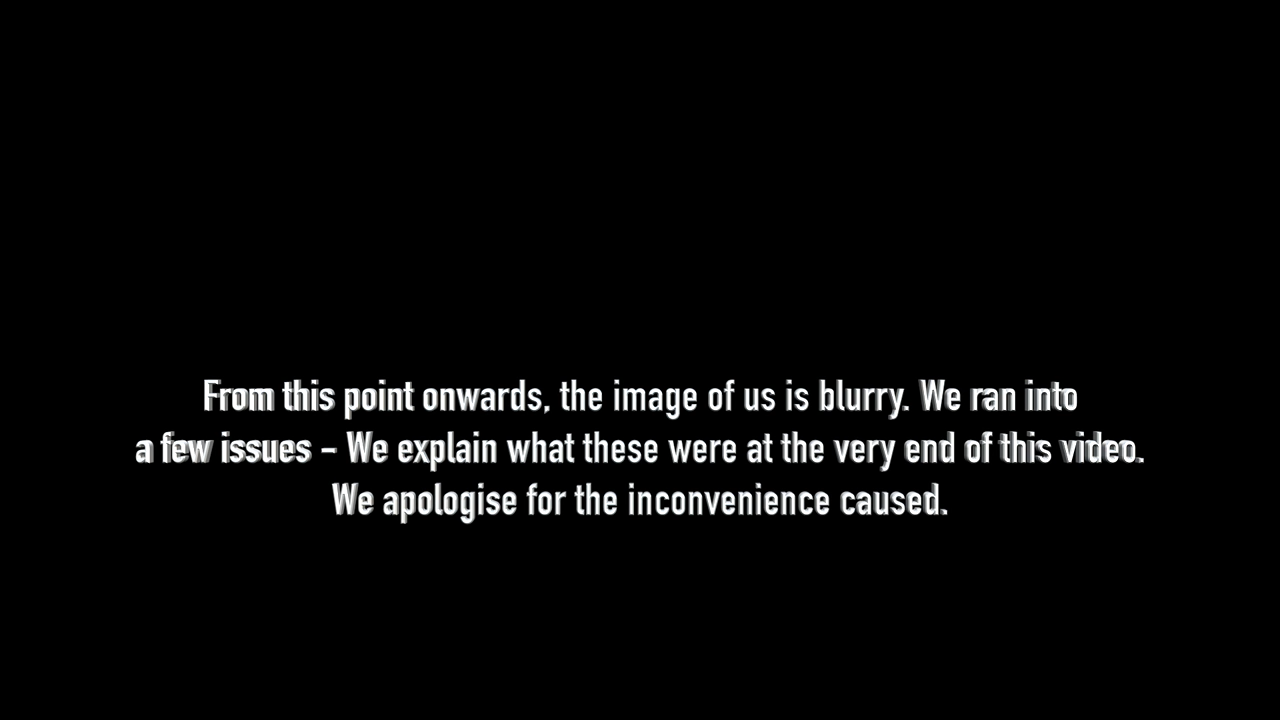 From this point onwards, the image of us is blurry. We ran into
a few issues – We explain what these were at the very end of this video.
We apologise for the inconvenience caused.